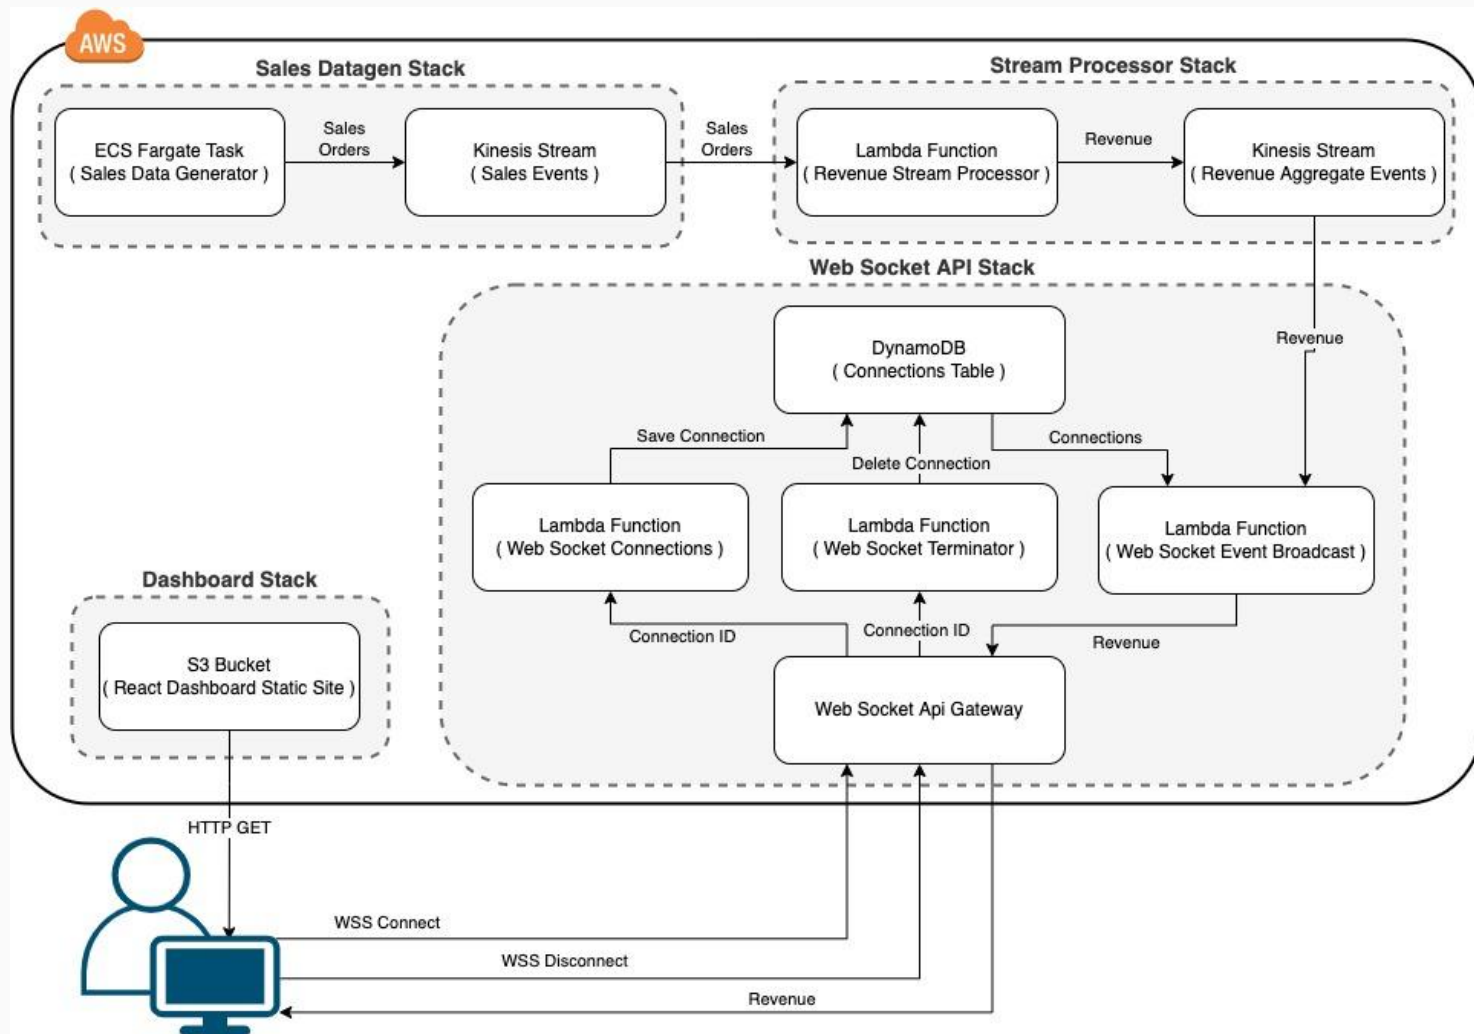 AWS
Sales Datagen Stack
Stream Processor Stack
ECS Fargate Task
( Sales Data Generator )
Sales
Orders
Kinesis Stream
( Sales Events )
Sales
Orders
Lambda Function
( Revenue Stream Processor )
Revenue
Kinesis Stream
( Revenue Aggregate Events )
Web Socket API Stack
DynamoDB
( Connections Table )
Revenue
Save Connection
Delete Connection
Connections
Lambda Function
( Web Socket Connections )
Lambda Function
( Web Socket Terminator )
Lambda Function
( Web Socket Event Broadcast )
Dashboard Stack
S3 Bucket
( React Dashboard Static Site )
Connection ID
Connection ID
Revenue
Web Socket Api Gateway
HTTP GET
WSS Connect
WSS Disconnect
Revenue